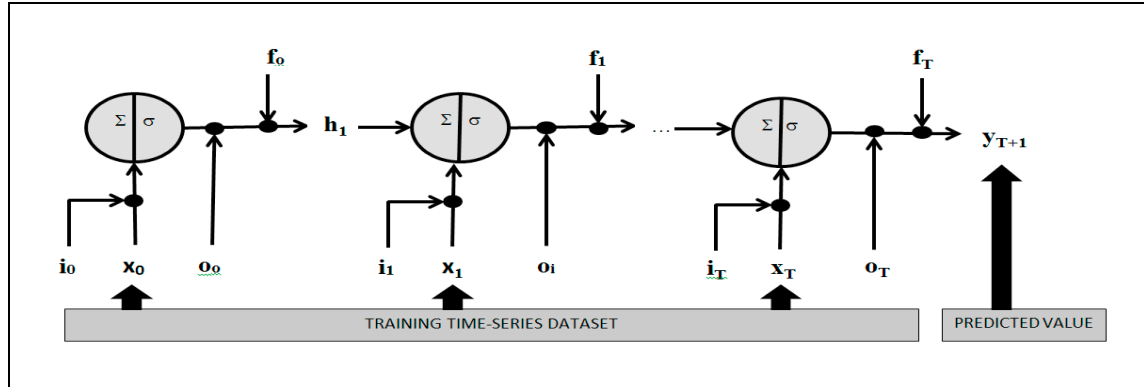 f₀ f₁ f_T
Σ σ h₁ Σ σ ... Σ σ y_T+1
i₀ x₀ o₀ i₁ x₁ oᵢ i_T x_T o_T
TRAINING TIME-SERIES DATASET PREDICTED VALUE